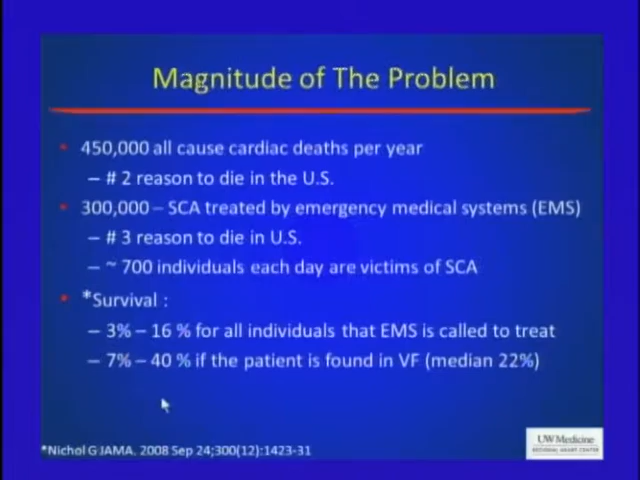 Magnitude of The Problem
• 450,000 all cause cardiac deaths per year
– # 2 reason to die in the U.S.
• 300,000 – SCA treated by emergency medical systems (EMS)
– # 3 reason to die in U.S.
– ~ 700 individuals each day are victims of SCA
• *Survival :
– 3% – 16 % for all individuals that EMS is called to treat
– 7% – 40 % if the patient is found in VF (median 22%)
*Nichol G JAMA. 2008 Sep 24;300(12):1423-31
UW Medicine
REGIONAL HEART CENTER